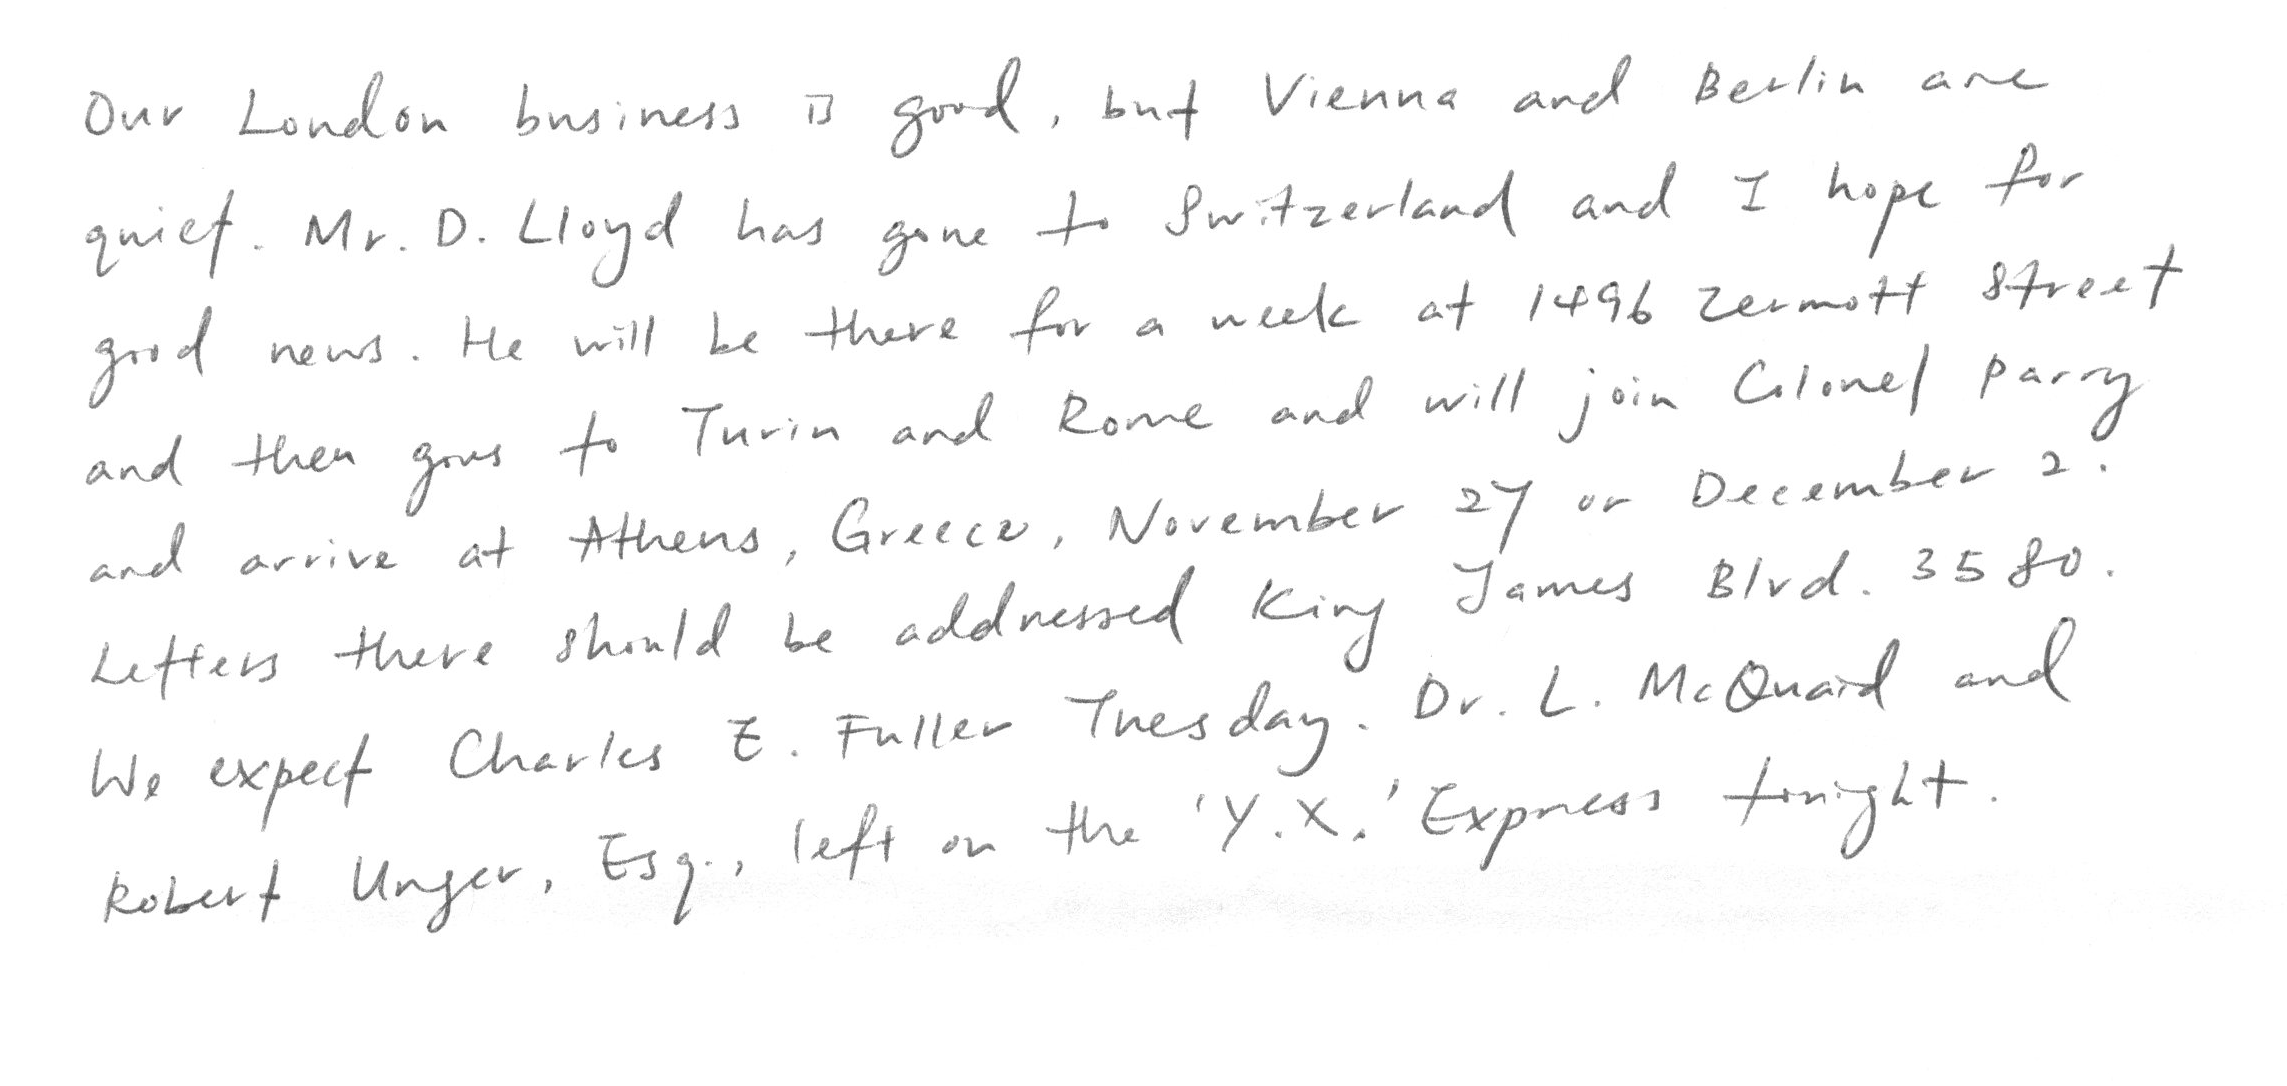 Our London business is good, but Vienna and Berlin are
quiet. Mr. D. Lloyd has gone to Switzerland and I hope for
good news. He will be there for a week at 1496 Zermott Street
and then goes to Turin and Rome and will join Colonel Parry
and arrive at Athens, Greece, November 27 or December 2.
Letters there should be addressed King James Blvd. 3580.
We expect Charles E. Fuller Tuesday. Dr. L. McQuaid and
Robert Unger, Esq., left on the 'Y.X.' Express tonight.